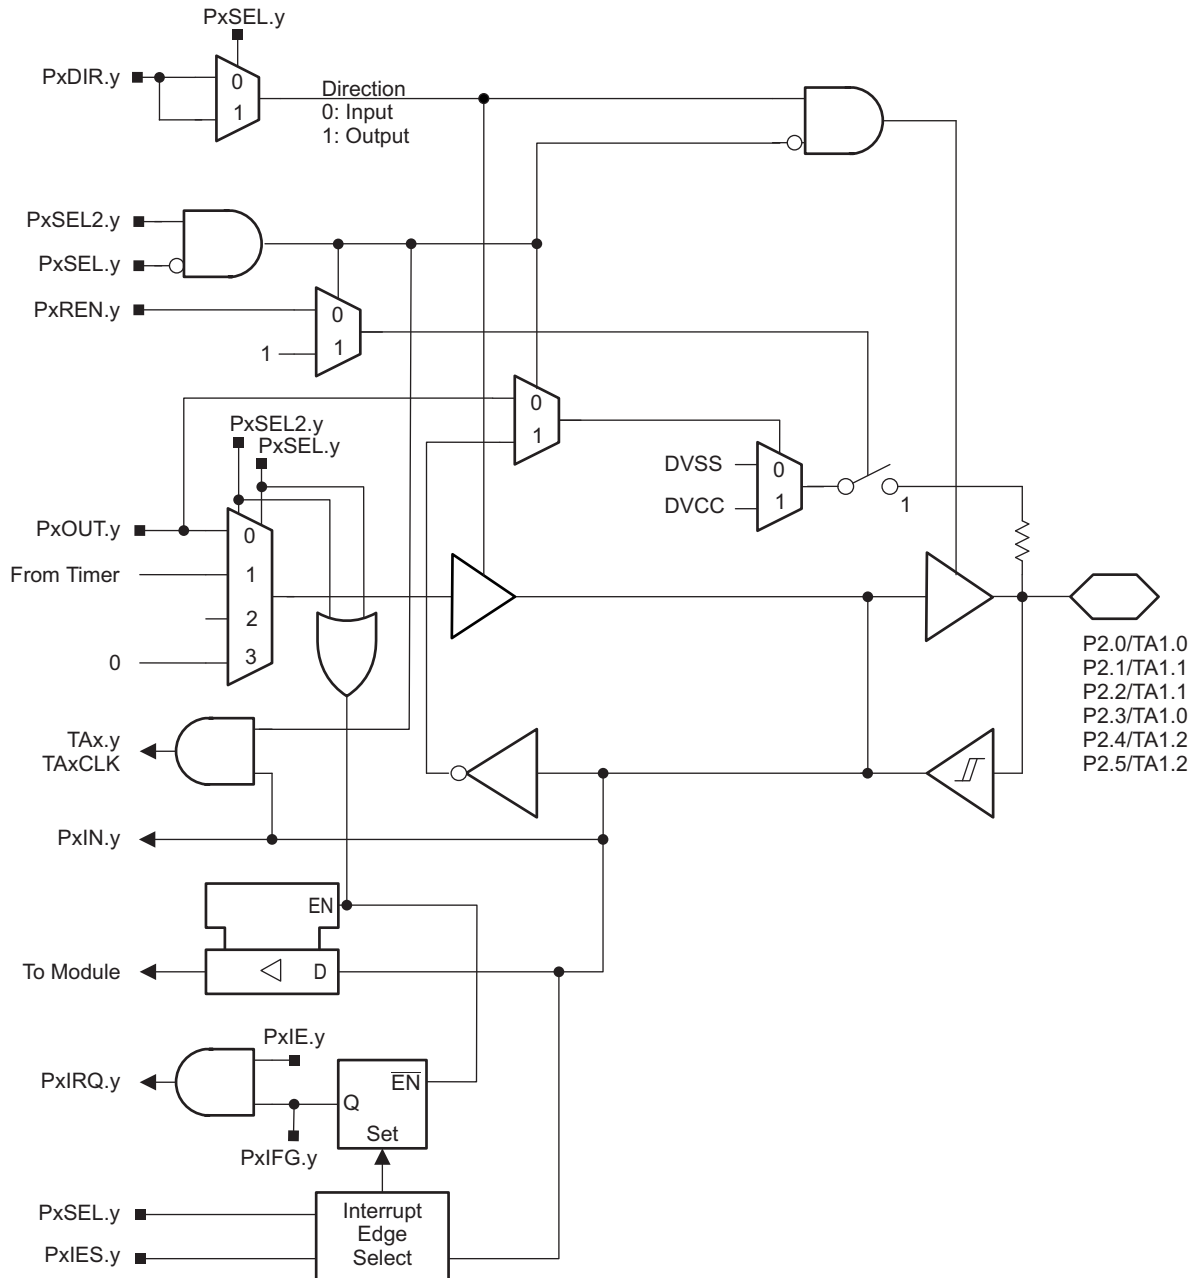 PxSEL.y
PxDIR.y
0
1
Direction
0: Input
1: Output
PxSEL2.y
PxSEL.y
PxREN.y
0
1
1
0
1
PxSEL2.y
PxSEL.y
DVSS
DVCC
0
1
1
PxOUT.y
From Timer
0
0
1
2
3
P2.0/TA1.0
P2.1/TA1.1
P2.2/TA1.1
P2.3/TA1.0
P2.4/TA1.2
P2.5/TA1.2
TAx.y
TAxCLK
PxIN.y
EN
D
To Module
PxIE.y
PxIRQ.y
EN
Q
Set
PxIFG.y
PxSEL.y
PxIES.y
Interrupt
Edge
Select